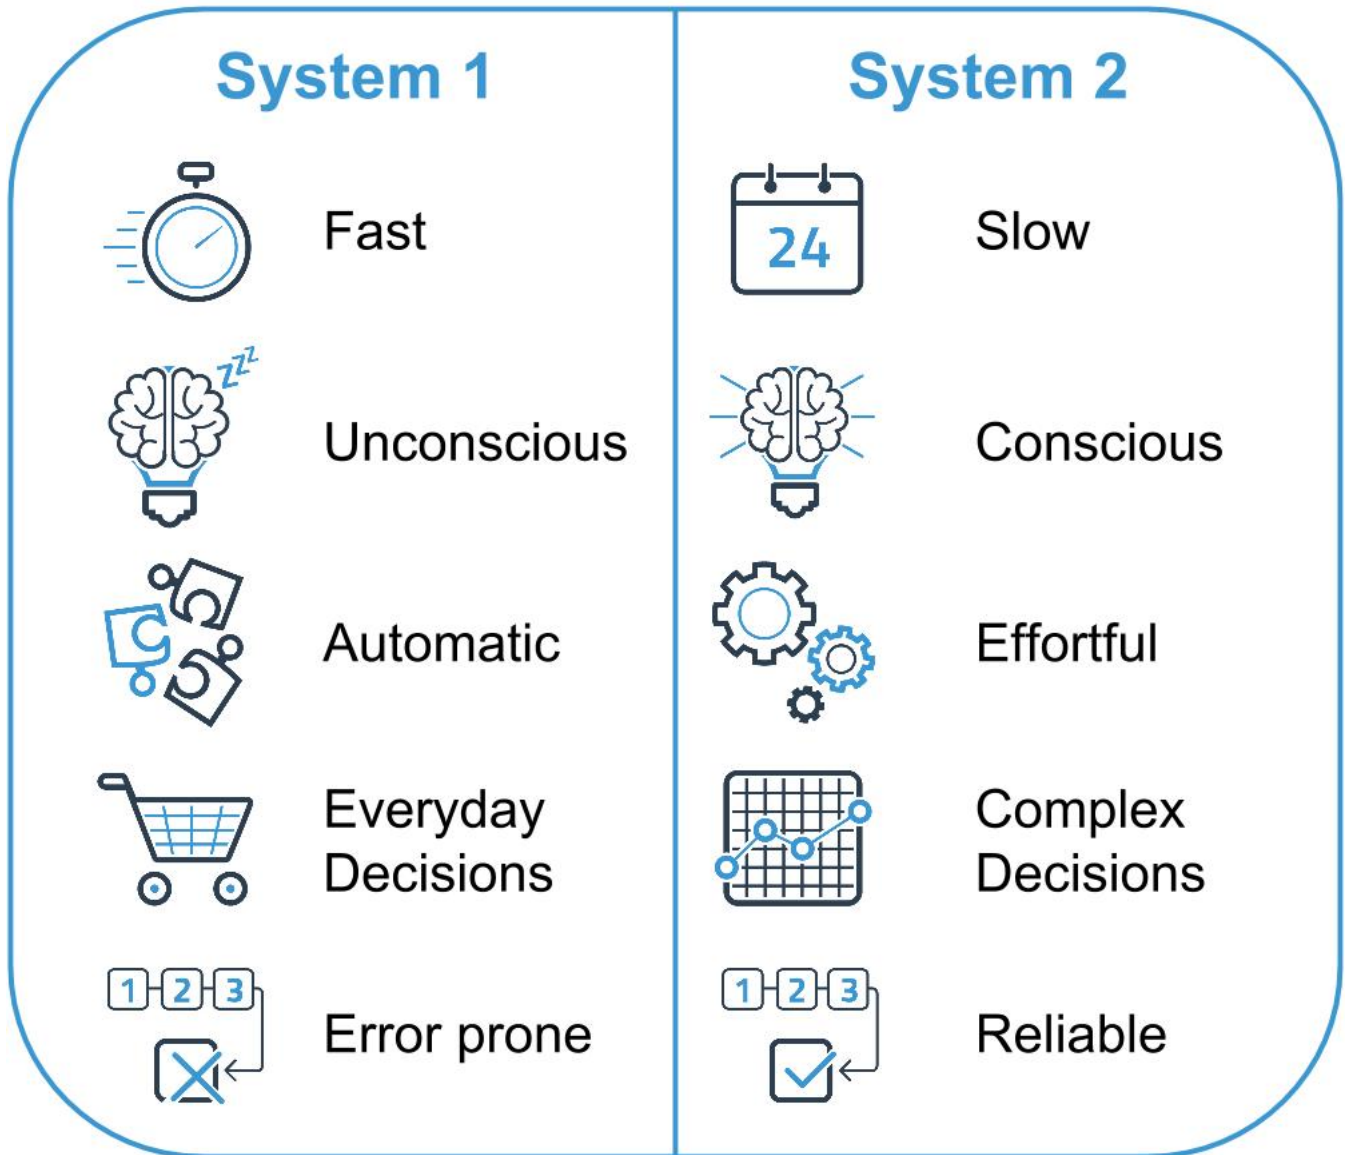 System 1
Fast
zzz
Unconscious
Automatic
Everyday
Decisions
1 2 3
Error prone
System 2
24
Slow
Conscious
Effortful
Complex
Decisions
1 2 3
Reliable